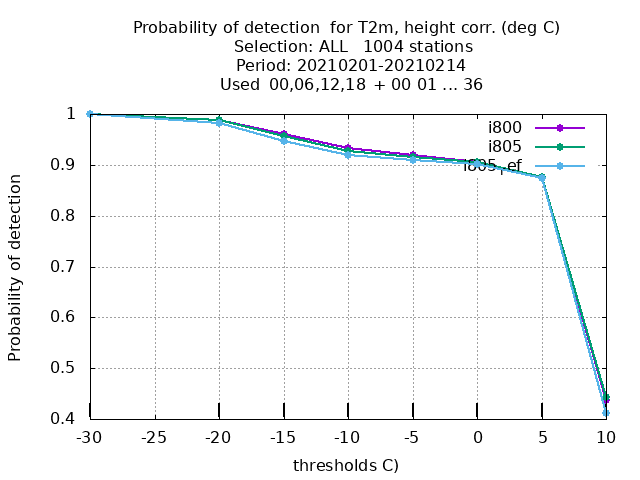 Probability of detection  for T2m, height corr. (deg C)
Selection: ALL   1004 stations
Period: 20210201-20210214
Used  00,06,12,18  + 00 01 ... 36
i800
i805
i805_ef
1
0.9
0.8
0.7
0.6
0.5
0.4
Probability of detection
-30 -25 -20 -15 -10 -5 0 5 10
thresholds C)